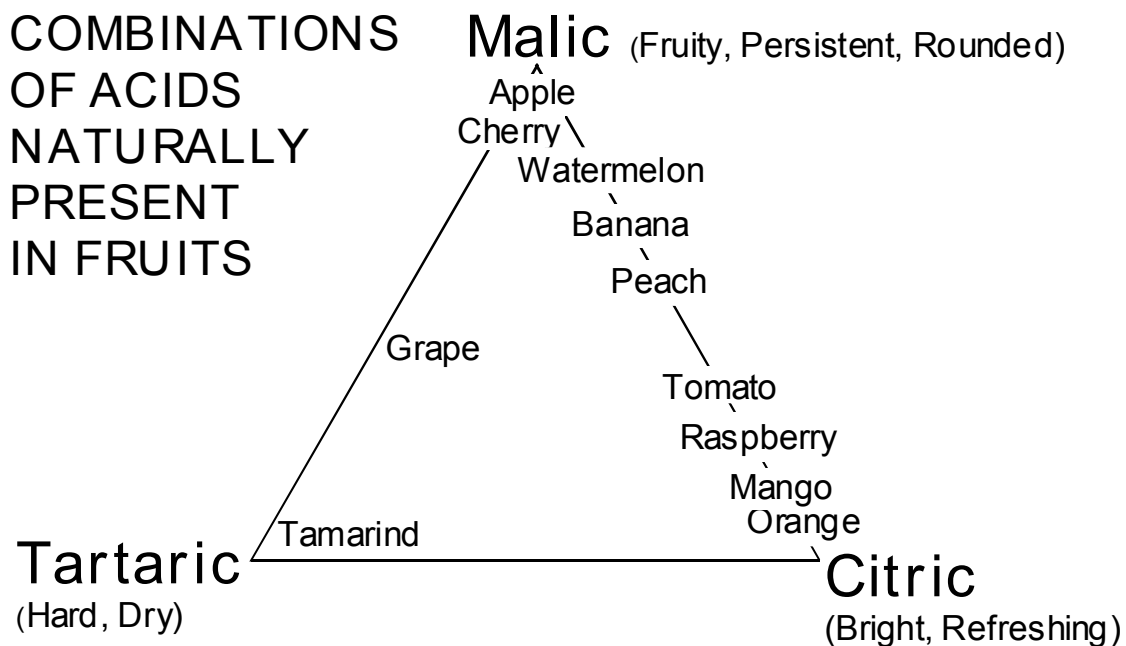 COMBINATIONS
OF ACIDS
NATURALLY
PRESENT
IN FRUITS
Malic (Fruity, Persistent, Rounded)
Apple
Cherry
Watermelon
Banana
Peach
Grape
Tomato
Raspberry
Mango
Orange
Tamarind
Tartaric
(Hard, Dry)
Citric
(Bright, Refreshing)